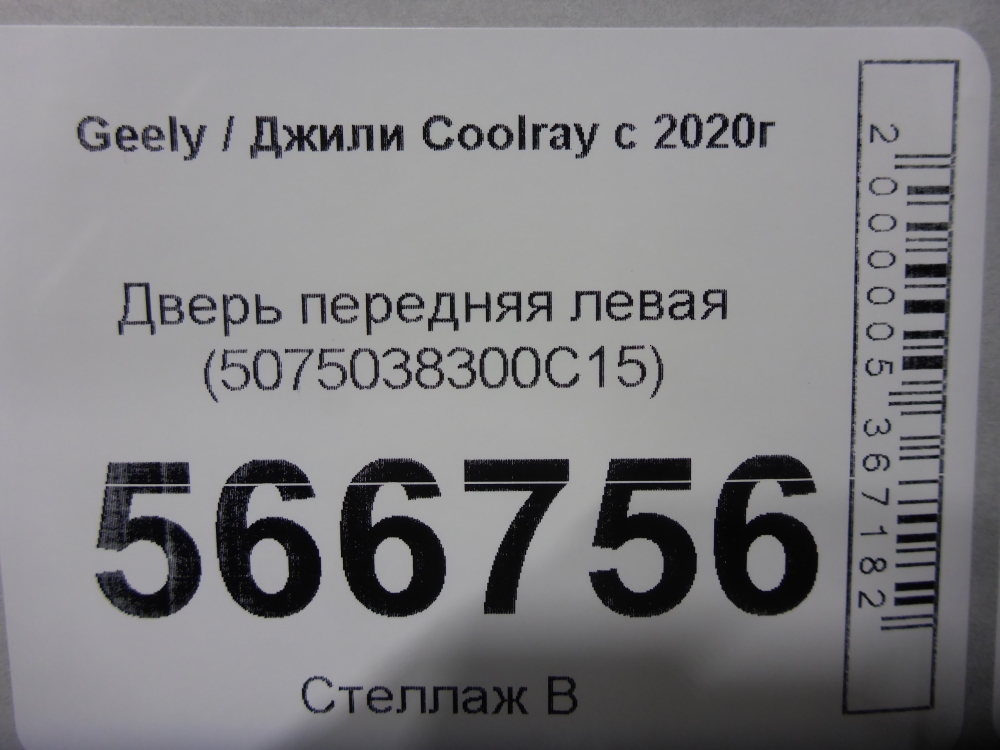 Geely / Джили Coolray с 2020г
Дверь передняя левая
(5075038300C15)
566756
Стеллаж В
2000005367182